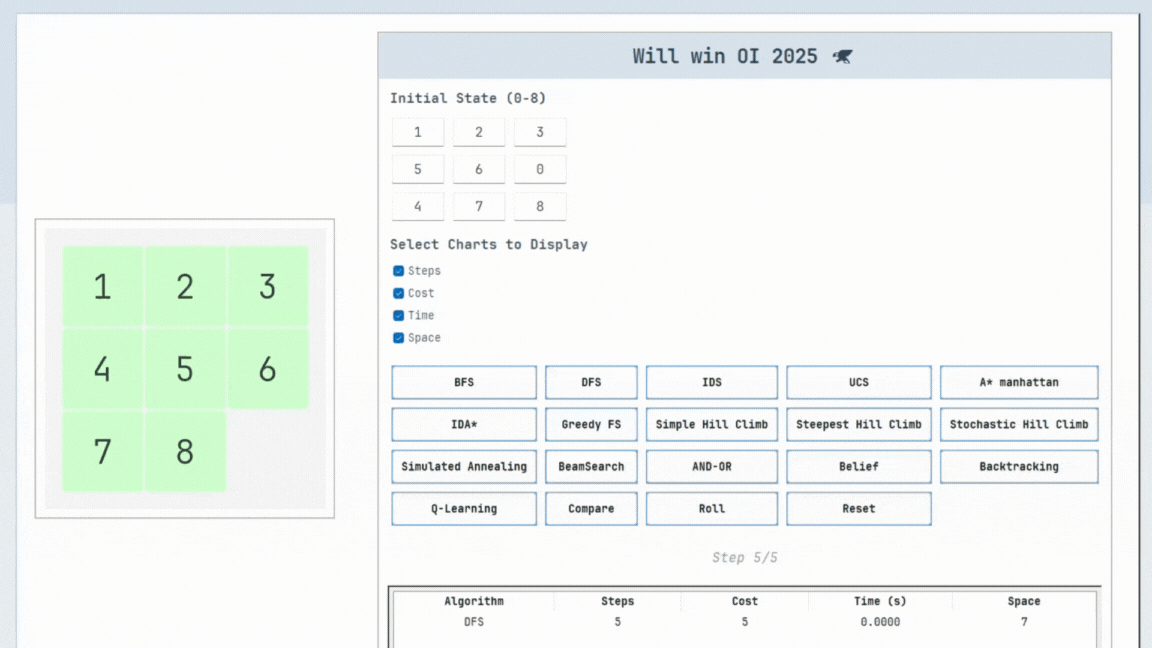 Will win OI 2025
Initial State (0-8)
1 2 3
5 6 0
4 7 8
Select Charts to Display
Steps
Cost
Time
Space
1 2 3
4 5 6
7 8
BFS DFS IDS UCS A* manhattan
IDA* Greedy FS Simple Hill Climb Steepest Hill Climb Stochastic Hill Climb
Simulated Annealing BeamSearch AND-OR Belief Backtracking
Q-Learning Compare Roll Reset
Step 5/5
Algorithm Steps Cost Time (s) Space
DFS 5 5 0.0000 7